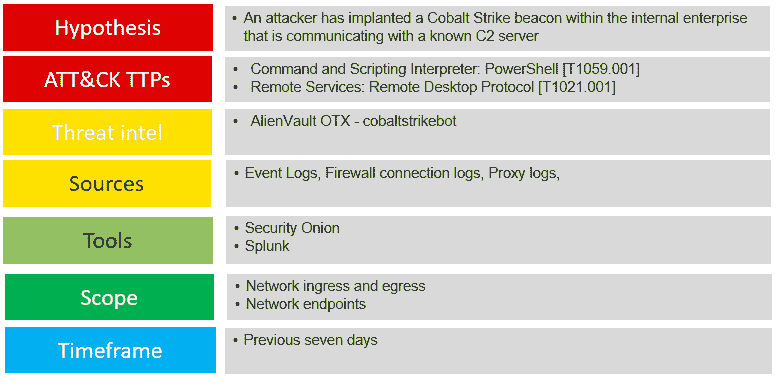 Hypothesis
• An attacker has implanted a Cobalt Strike beacon within the internal enterprise
that is communicating with a known C2 server
ATT&CK TTPs
• Command and Scripting Interpreter: PowerShell [T1059.001]
• Remote Services: Remote Desktop Protocol [T1021.001]
Threat intel
• AlienVault OTX - cobaltstrikebot
Sources
• Event Logs, Firewall connection logs, Proxy logs,
Tools
• Security Onion
• Splunk
Scope
• Network ingress and egress
• Network endpoints
Timeframe
• Previous seven days